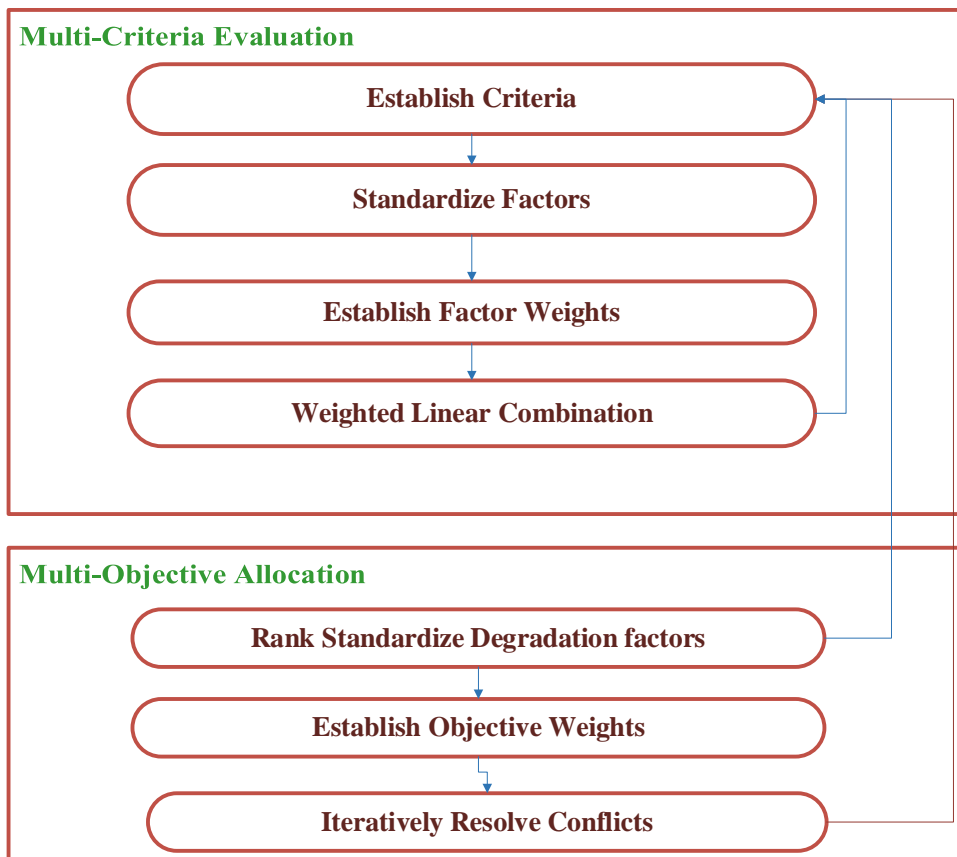 Multi-Criteria Evaluation
Establish Criteria
Standardize Factors
Establish Factor Weights
Weighted Linear Combination
Multi-Objective Allocation
Rank Standardize Degradation factors
Establish Objective Weights
Iteratively Resolve Conflicts